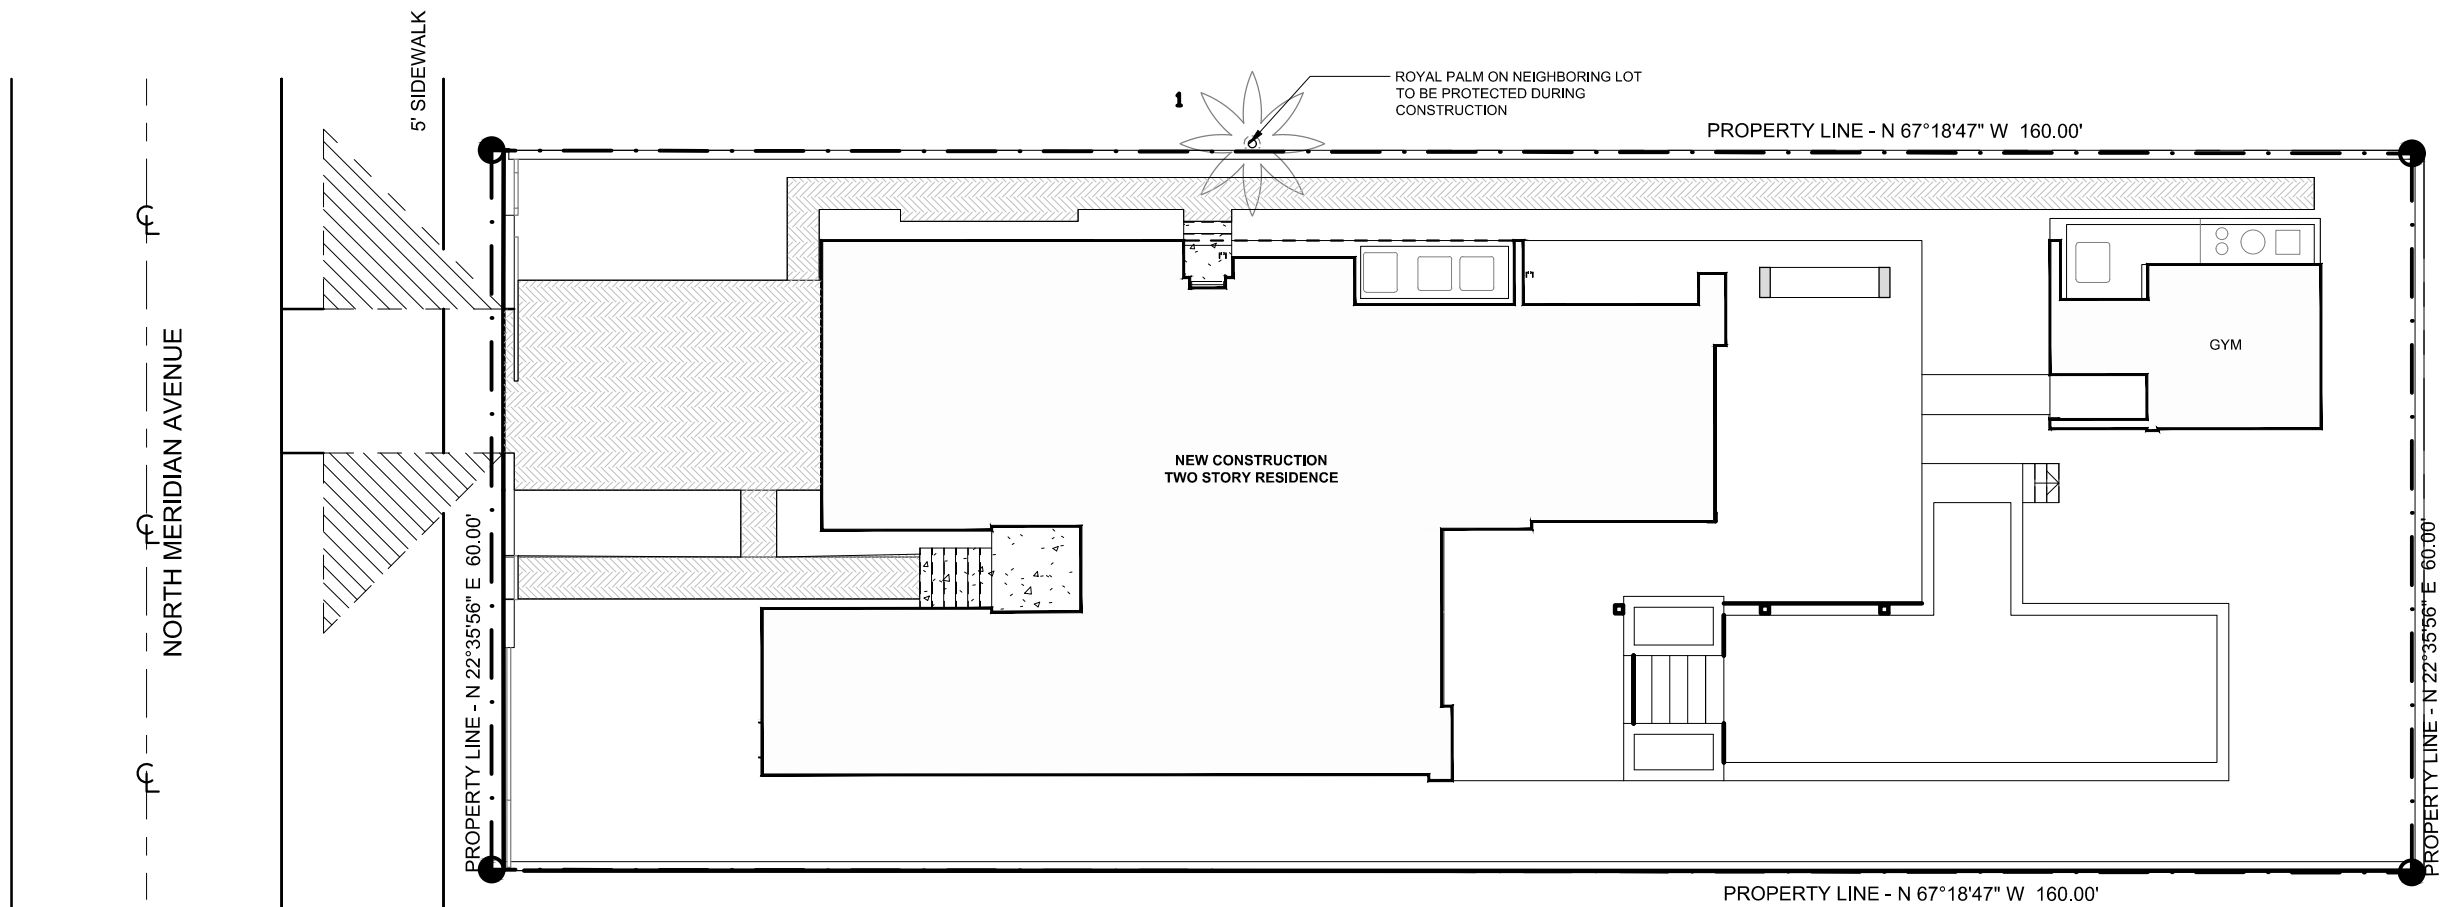 5' SIDEWALK
1
ROYAL PALM ON NEIGHBORING LOT
TO BE PROTECTED DURING
CONSTRUCTION
PROPERTY LINE - N 67°18'47" W 160.00'
NORTH MERIDIAN AVENUE
GYM
NEW CONSTRUCTION
TWO STORY RESIDENCE
PROPERTY LINE - N 22°35'56" E 60.00'
PROPERTY LINE - N 22°35'56" E 60.00'
PROPERTY LINE - N 67°18'47" W 160.00'